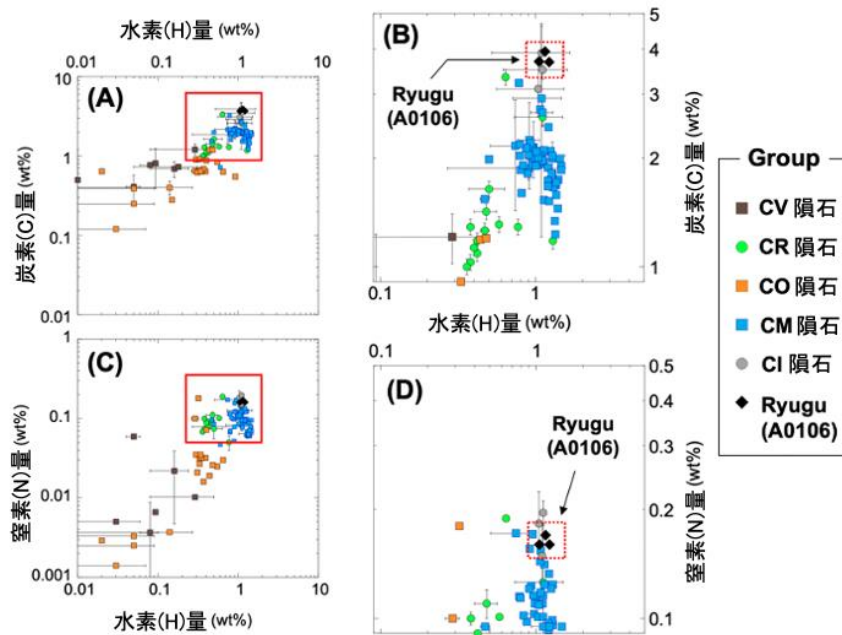 水素(H)量 (wt%)
0.01 0.1 1 10
(A)
10
1
0.1
0.01
炭素(C)量 (wt%)
(B)
Ryugu
(A0106)
5
4
3
2
1
炭素(C)量 (wt%)
0.1 1
水素(H)量 (wt%)
(C)
1
0.1
0.01
0.001
窒素(N)量 (wt%)
0.01 0.1 1 10
水素(H)量 (wt%)
0.1 1
(D)
Ryugu
(A0106)
0.5
0.4
0.3
0.2
0.1
窒素(N)量 (wt%)
Group
CV 隕石
CR 隕石
CO 隕石
CM 隕石
CI 隕石
Ryugu
(A0106)